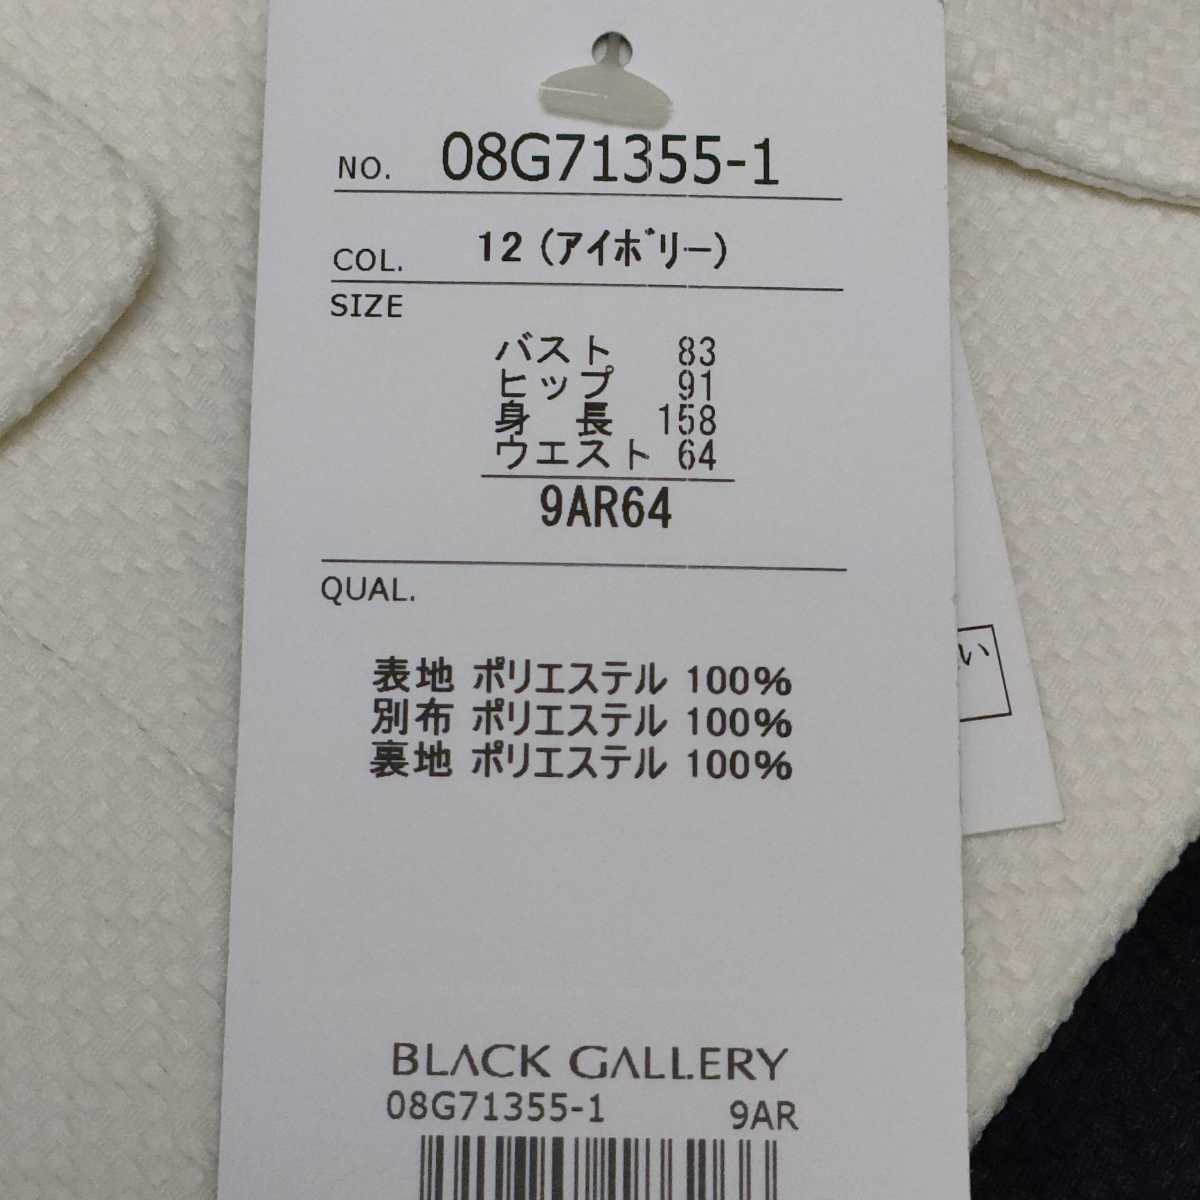 NO. 08G71355-1
COL. 12 (アイボリー)
SIZE
バスト 83
ヒップ 91
身 長 158
ウエスト 64
9AR64
QUAL.
表地 ポリエステル 100%
別布 ポリエステル 100%
裏地 ポリエステル 100%
い
BLACK GALLERY
08G71355-1 9AR